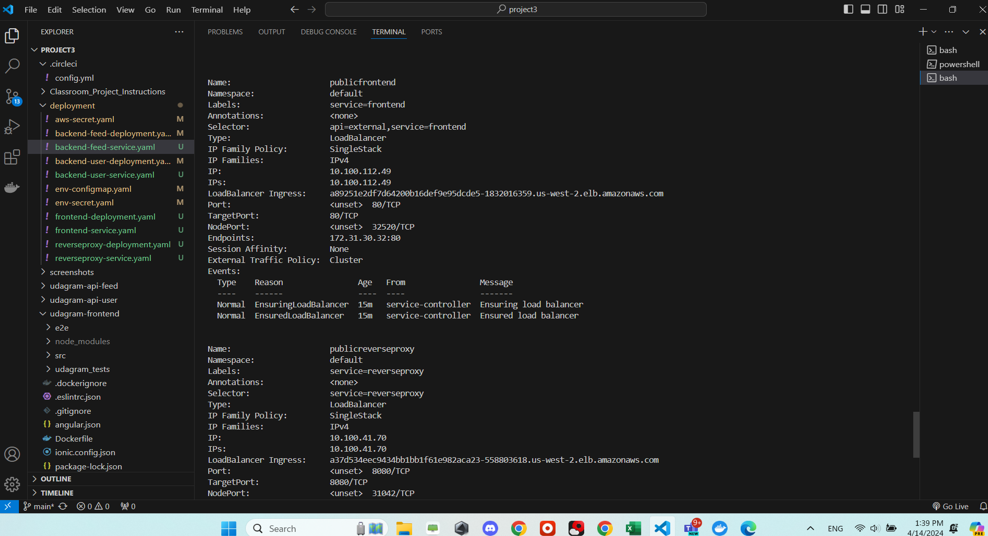 File Edit Selection View Go Run Terminal Help
project3
EXPLORER
PROJECT3
.circleci
! config.yml
Classroom_Project_Instructions
deployment
! aws-secret.yaml M
! backend-feed-deployment.ya... M
! backend-feed-service.yaml U
! backend-user-deployment.ya... M
! backend-user-service.yaml U
! env-configmap.yaml M
! env-secret.yaml M
! frontend-deployment.yaml U
! frontend-service.yaml U
! reverseproxy-deployment.yaml U
! reverseproxy-service.yaml U
screenshots
udagram-api-feed
udagram-api-user
udagram-frontend
e2e
node_modules
src
udagram_tests
.dockerignore
.eslintrc.json
.gitignore
angular.json
Dockerfile
ionic.config.json
package-lock.json
OUTLINE
TIMELINE
13
PROBLEMS OUTPUT DEBUG CONSOLE TERMINAL PORTS
bash
powershell
bash
Name: publicfrontend
Namespace: default
Labels: service=frontend
Annotations: <none>
Selector: api=external,service=frontend
Type: LoadBalancer
IP Family Policy: SingleStack
IP Families: IPv4
IP: 10.100.112.49
IPs: 10.100.112.49
LoadBalancer Ingress: a89251e2df7d64200b16def9e95dcde5-1832016359.us-west-2.elb.amazonaws.com
Port: <unset> 80/TCP
TargetPort: 80/TCP
NodePort: <unset> 32520/TCP
Endpoints: 172.31.30.32:80
Session Affinity: None
External Traffic Policy: Cluster
Events:
Type Reason Age From Message
---- ------ ---- ---- -------
Normal EnsuringLoadBalancer 15m service-controller Ensuring load balancer
Normal EnsuredLoadBalancer 15m service-controller Ensured load balancer
Name: publicreverseproxy
Namespace: default
Labels: service=reverseproxy
Annotations: <none>
Selector: service=reverseproxy
Type: LoadBalancer
IP Family Policy: SingleStack
IP Families: IPv4
IP: 10.100.41.70
IPs: 10.100.41.70
LoadBalancer Ingress: a37d534eec9434bb1bb1f61e982aca23-558803618.us-west-2.elb.amazonaws.com
Port: <unset> 8080/TCP
TargetPort: 8080/TCP
NodePort: <unset> 31042/TCP
main* 0 0 0 Go Live
Search 9+ NEW ENG 1:39 PM
4/14/2024 PRE